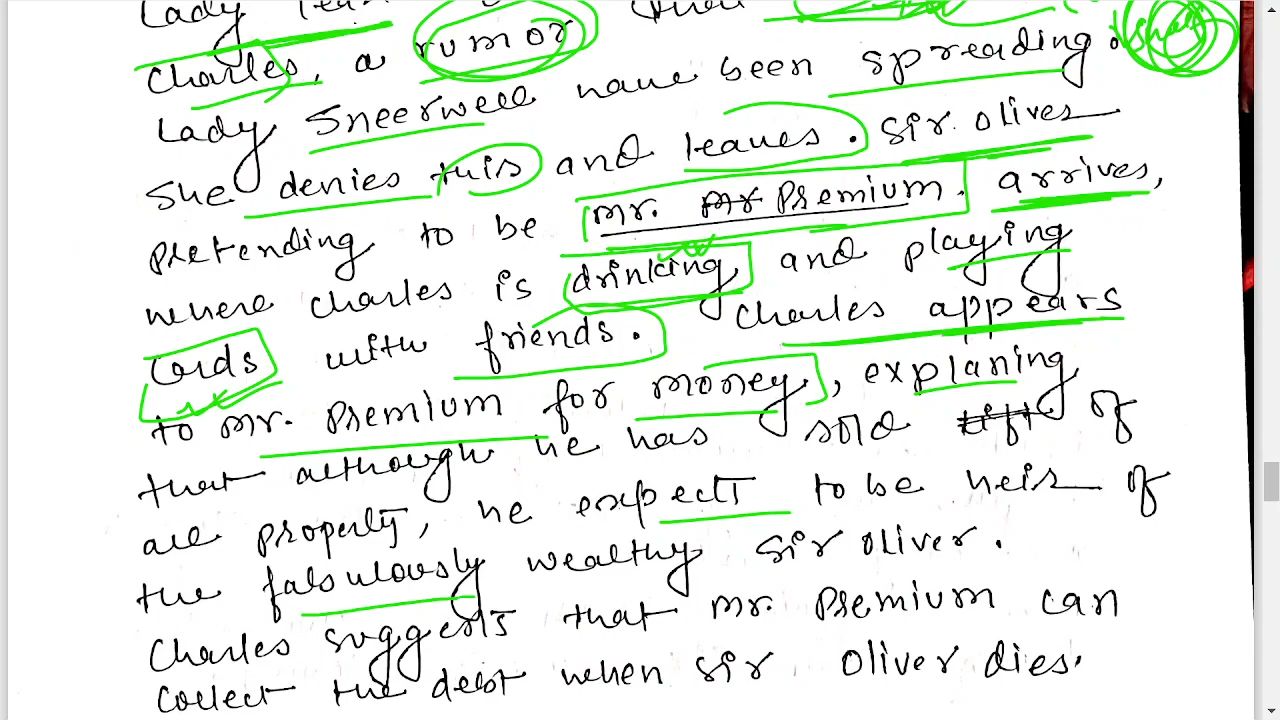 Lady
Charles, a rumor
Lady Sneerwell have been spreading.
She denies this and leaves. Sir Oliver
Pretending to be mr. mr Premium. arrives,
where Charles is drinking and playing
Cards with friends. Charles appears
to mr. Premium for money, explaning
that although he has sold of
all property, he expects to be heir of
the fabulously wealthy Sir Oliver.
Charles suggests that mr. Premium can
Collect the debt when Sir Oliver dies.